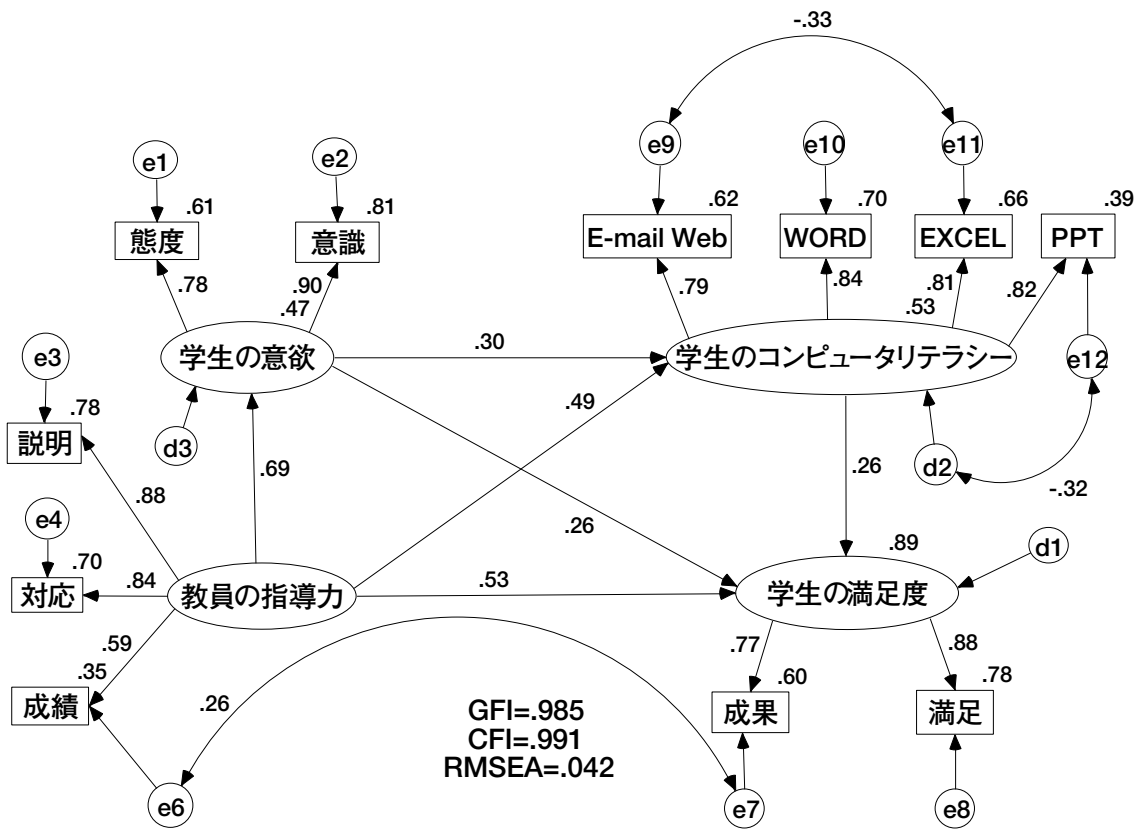 -.33
e9
e10
e11
e1
e2
.61
.81
.62
.70
.66
.39
態度
意識
E-mail Web
WORD
EXCEL
PPT
.78
.90
.79
.84
.81
.82
.47
.53
学生の意欲
.30
学生のコンピュータリテラシー
e12
e3
.78
d3
.49
説明
.69
.26
d2
-.32
.88
e4
.26
.70
.89
d1
対応
.84
教員の指導力
.53
学生の満足度
.59
.77
.88
.35
.60
.78
成績
.26
GFI=.985
CFI=.991
RMSEA=.042
成果
満足
e6
e7
e8